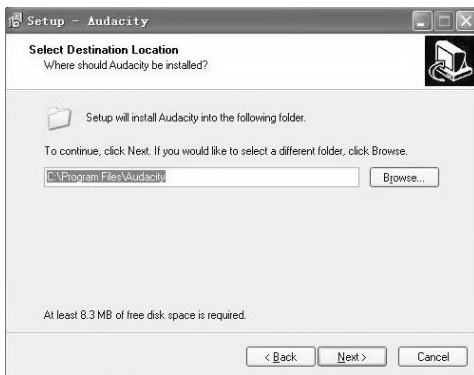 Setup - Audacity
Select Destination Location
Where should Audacity be installed?
Setup will install Audacity into the following folder.
To continue, click Next. If you would like to select a different folder, click Browse.
C:\Program Files\Audacity
Browse...
At least 8.3 MB of free disk space is required.
< Back
Next >
Cancel